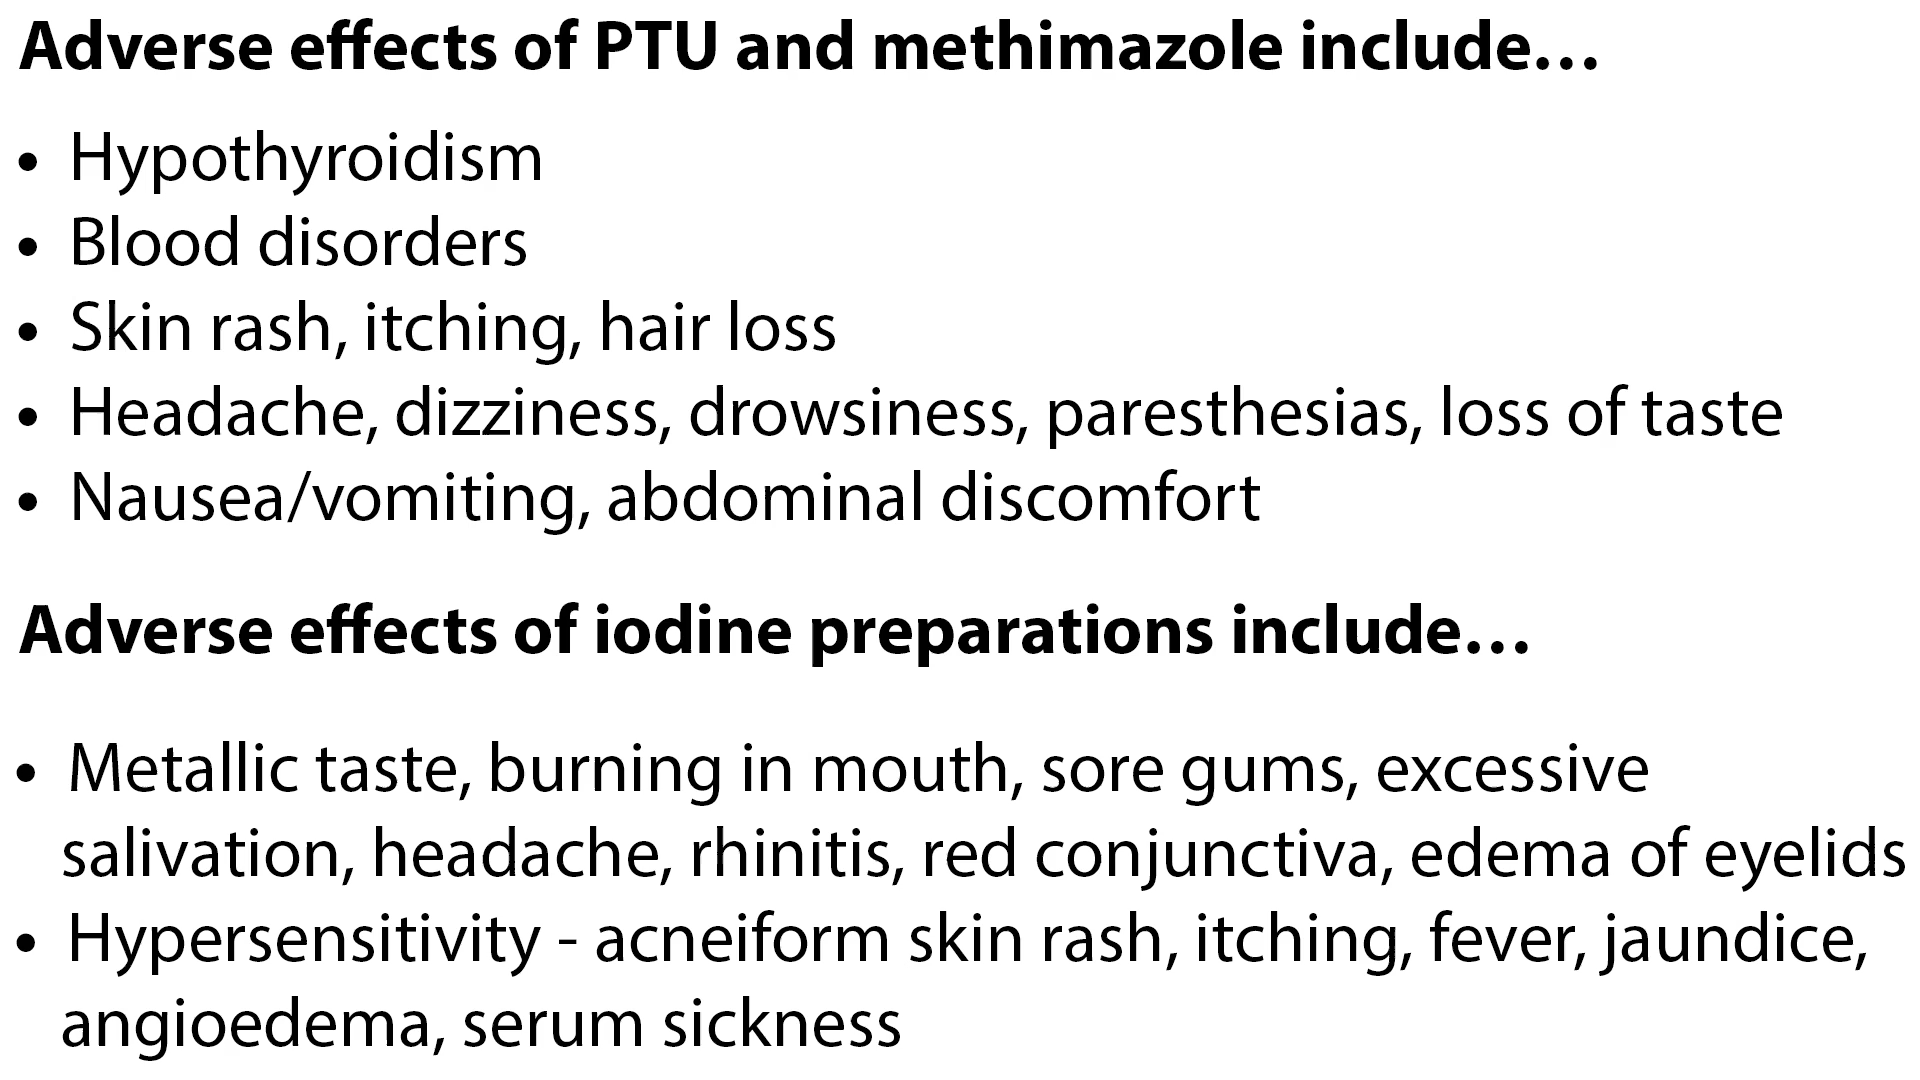 Adverse effects of PTU and methimazole include…
• Hypothyroidism
• Blood disorders
• Skin rash, itching, hair loss
• Headache, dizziness, drowsiness, paresthesias, loss of taste
• Nausea/vomiting, abdominal discomfort
Adverse effects of iodine preparations include…
• Metallic taste, burning in mouth, sore gums, excessive
salivation, headache, rhinitis, red conjunctiva, edema of eyelids
• Hypersensitivity - acneiform skin rash, itching, fever, jaundice,
angioedema, serum sickness